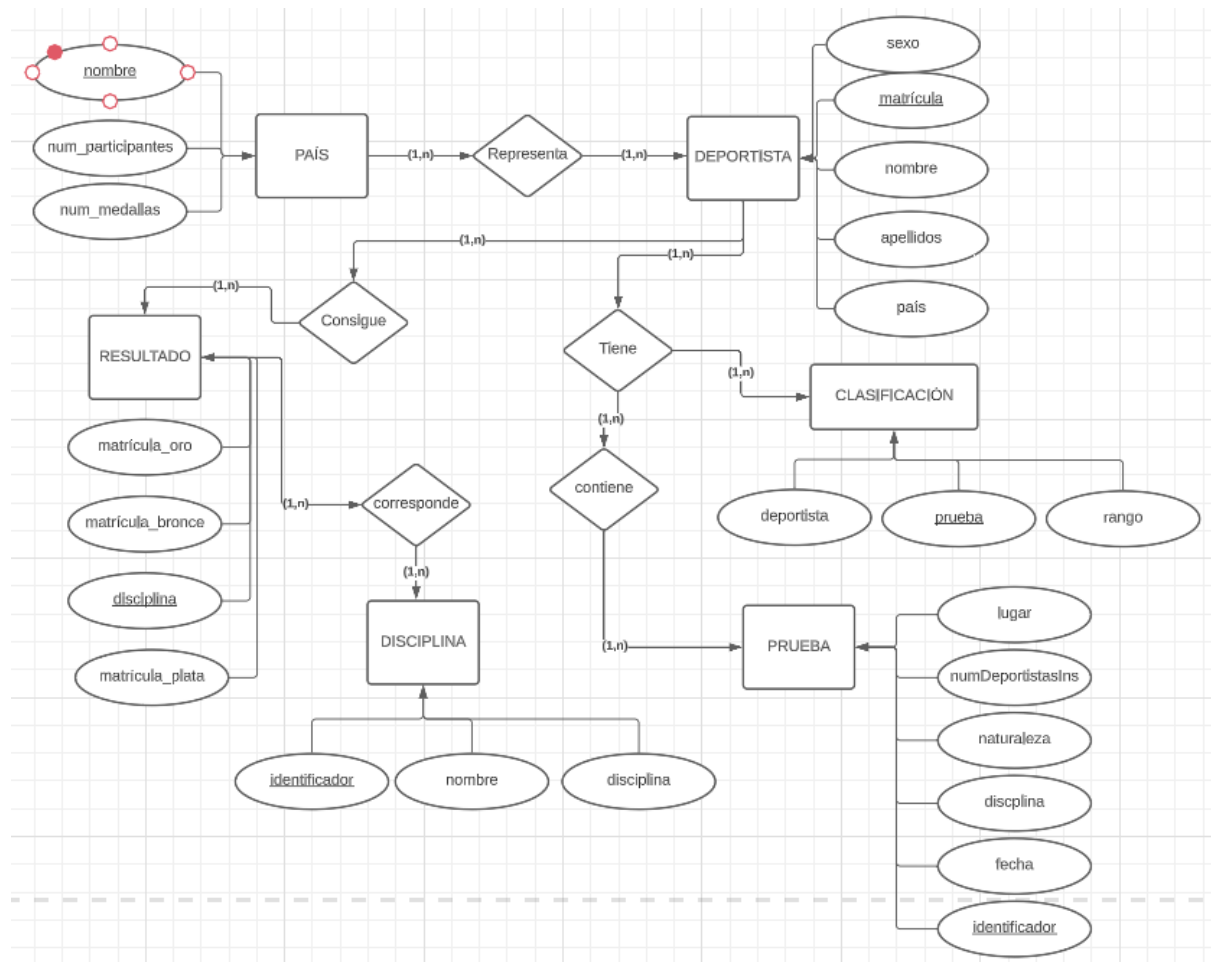 sexo
nombre
matrícula
num_participantes
PAÍS
(1,n)
Representa
(1,n)
DEPORTISTA
nombre
num_medallas
apellidos
(1,n)
(1,n)
país
(1,n)
Consigue
RESULTADO
Tiene
(1,n)
CLASIFICACIÓN
(1,n)
matrícula_oro
contiene
corresponde
(1,n)
deportista
prueba
rango
matrícula_bronce
(1,n)
disciplina
lugar
DISCIPLINA
(1,n)
PRUEBA
matricula_plata
numDeportistasIns
naturaleza
identificador
nombre
disciplina
discplina
fecha
identificador